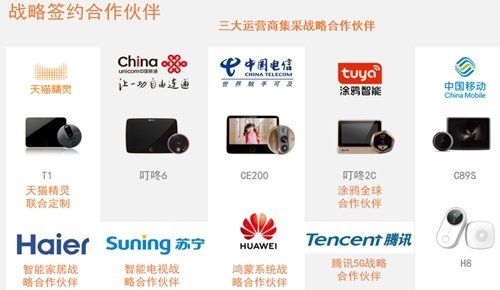 战略签约合作伙伴
三大运营商集采战略合作伙伴
天猫精灵
China
unicom中国联通
让一切自由连通
中国电信
CHINA TELECOM
世界触手可及
tuya
涂鸦智能
中国移动
China Mobile
T1
叮咚6
CE200
叮咚2C
C89S
天猫精灵
联合定制
涂鸦全球
合作伙伴
Haier
Suning 苏宁
HUAWEI
Tencent 腾讯
智能家居战
略合作伙伴
智能电视战
略合作伙伴
鸿蒙系统战
略合作伙伴
腾讯5G战略
合作伙伴
H8